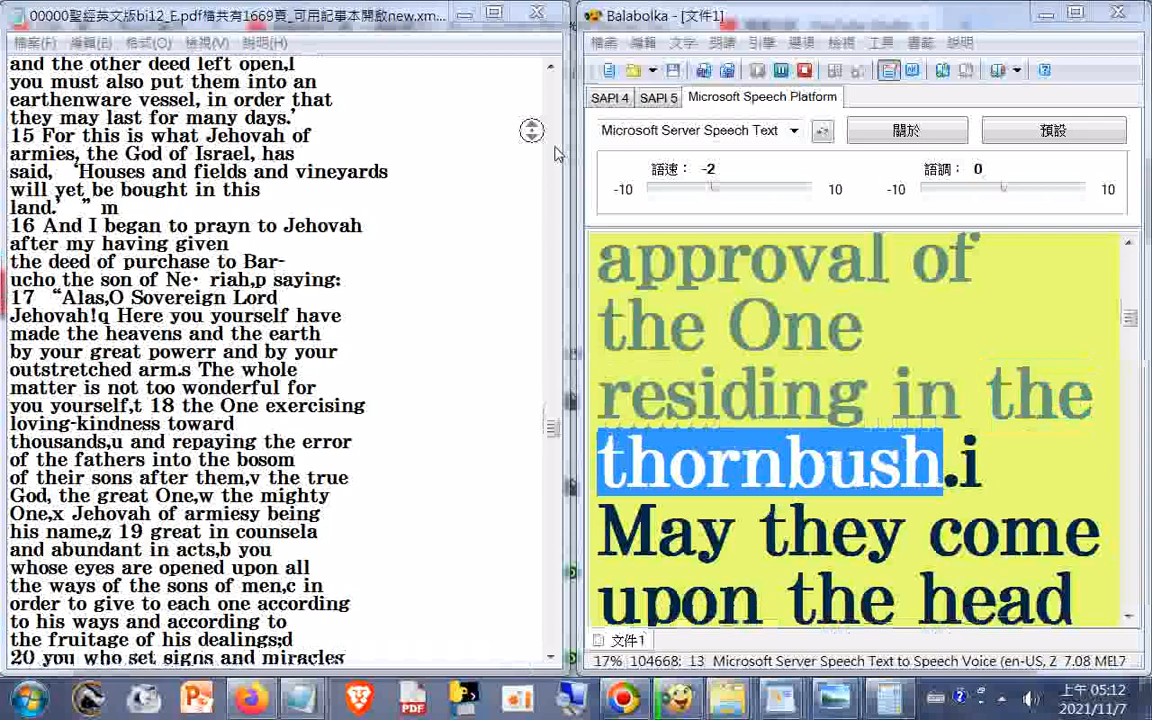 00000聖經英文版bi12_E.pdf檔共有1669頁_可用記事本開啟new.xm...
檔案(F) 編輯(E) 格式(O) 檢視(V) 說明(H)
and the other deed left open,l
you must also put them into an
earthenware vessel, in order that
they may last for many days.'
15 For this is what Jehovah of
armies, the God of Israel, has
said, ‘Houses and fields and vineyards
will yet be bought in this
land.’ ” m
16 And I began to prayn to Jehovah
after my having given
the deed of purchase to Bar-
ucho the son of Ne· riah,p saying:
17 “Alas,O Sovereign Lord
Jehovah!q Here you yourself have
made the heavens and the earth
by your great powerr and by your
outstretched arm.s The whole
matter is not too wonderful for
you yourself,t 18 the One exercising
loving-kindness toward
thousands,u and repaying the error
of the fathers into the bosom
of their sons after them,v the true
God, the great One,w the mighty
One,x Jehovah of armiesy being
his name,z 19 great in counsela
and abundant in acts,b you
whose eyes are opened upon all
the ways of the sons of men,c in
order to give to each one according
to his ways and according to
the fruitage of his dealings;d
20 you who set signs and miracles
Balabolka - [文件1]
檔案 編輯 文字 朗讀 引擎 選項 檢視 工具 書籤 說明
SAPI 4 SAPI 5 Microsoft Speech Platform
Microsoft Server Speech Text 關於 預設
語速： -2 語調： 0
-10 10 -10 10
approval of
the One
residing in the
thornbush.i
May they come
upon the head
文件1
17% 104668: 13 Microsoft Server Speech Text to Speech Voice (en-US, Z 7.08 ME
上午 05:12
2021/11/7